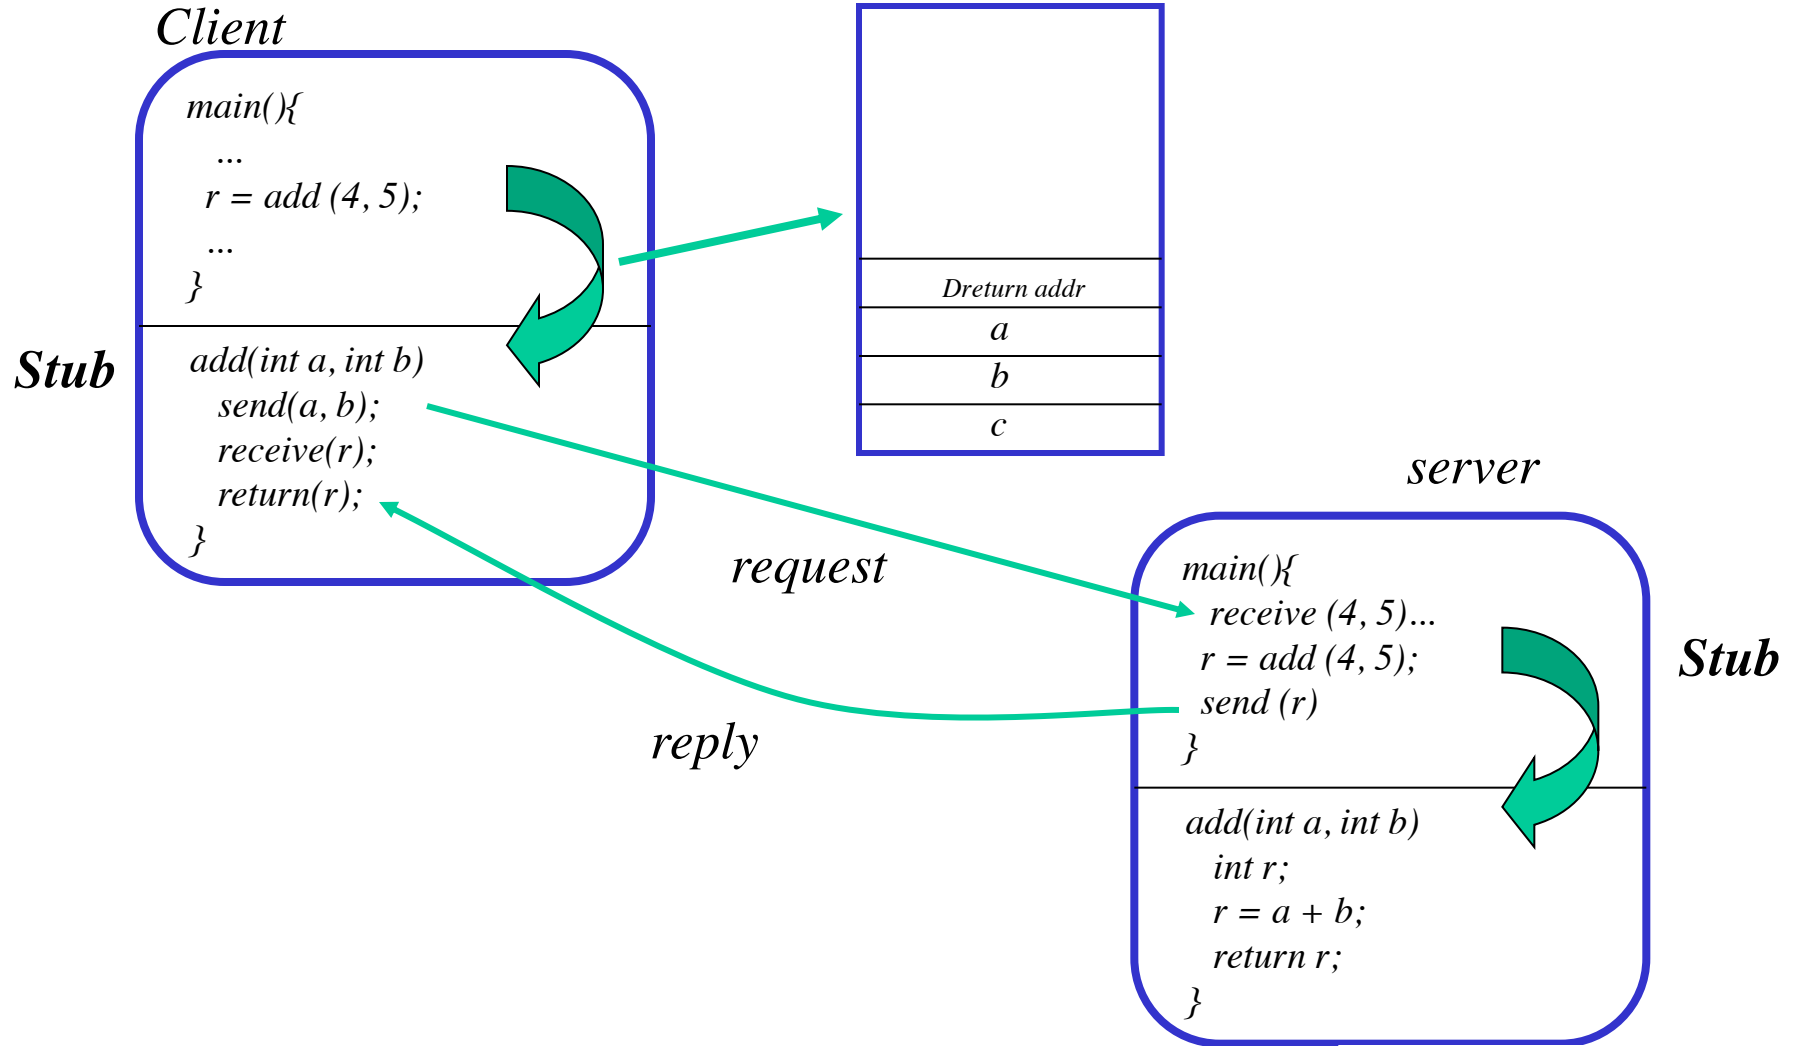 Client
main(){
...
r = add (4, 5);
...
}
Stub
add(int a, int b)
send(a, b);
receive(r);
return(r);
}
Dreturn addr
a
b
c
request
reply
server
main(){
receive (4, 5)...
r = add (4, 5);
send (r)
}
Stub
add(int a, int b)
int r;
r = a + b;
return r;
}